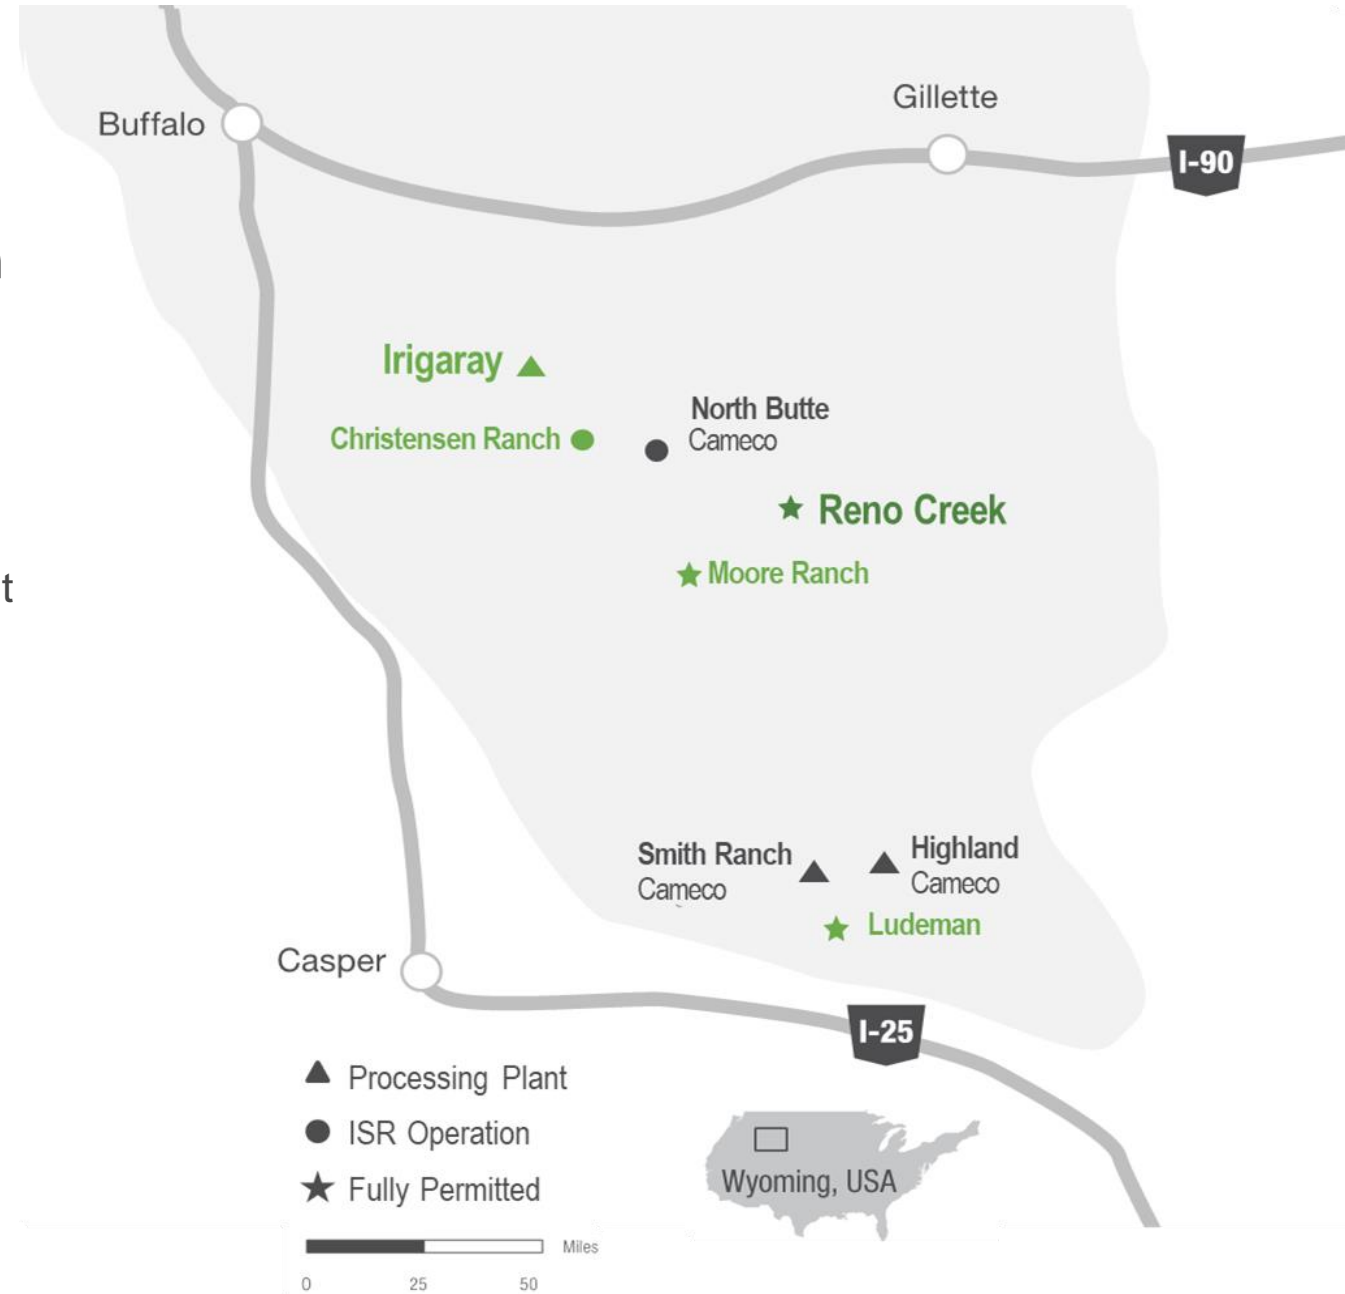 Gillette
Buffalo
I-90
n
Irigaray
North Butte
Cameco
Christensen Ranch
Reno Creek
Moore Ranch
t
Smith Ranch
Cameco
Highland
Cameco
Ludeman
Casper
I-25
Processing Plant
ISR Operation
Fully Permitted
Wyoming, USA
Miles
0 25 50